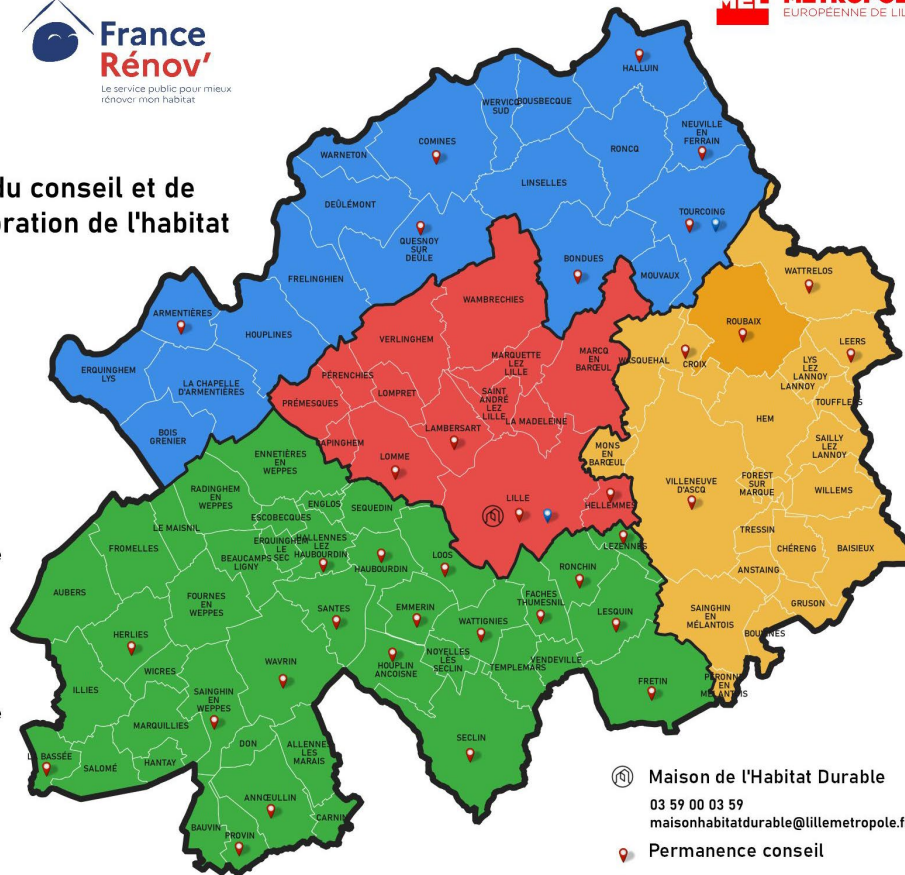 France
Rénov'
Le service public pour mieux
rénover mon habitat
MEL
EUROPÉENNE DE
du conseil et de
de l'habitat
HALLUIN
WERVICQ
SUD
BOUSBECQUE
NEUVILLE
EN
FERRAIN
COMINES
RONCQ
WARNETON
LINSELLES
DEÛLÉMONT
TOURCOING
QUESNOY
SUR
DEÛLE
BONDUES
MOUVAUX
WATTRELOS
FRELINGHIEN
WAMBRECHIES
ARMENTIÈRES
ROUBAIX
HOUPLINES
VERLINGHEM
LEERS
MARQUETTE
LEZ
LILLE
MARCQ
EN
BARŒUL
WASQUEHAL
CROIX
LYS
LEZ
LANNOY
LANNOY
ERQUINGHEM
LYS
PÉRENCHIES
LA CHAPELLE
D'ARMENTIÈRES
LOMPRET
SAINT
ANDRÉ
LEZ
LILLE
PRÉMESQUES
TOUFFLERS
LA MADELEINE
HEM
LAMBERSART
BOIS
GRENIER
CAPINGHEM
SAILLY
LEZ
LANNOY
MONS
EN
BARŒUL
ENNETIÈRES
EN
WEPPES
LOMME
VILLENEUVE
D'ASCQ
FOREST
SUR
MARQUE
WILLEMS
RADINGHEM
EN
WEPPES
LILLE
HELLEMMES
ENGLOS
SEQUEDIN
ESCOBECQUES
LE MAISNIL
TRESSIN
HALLENNES
LEZ
HAUBOURDIN
ERQUINGHEM
LE
SEC
LEZENNES
FROMELLES
BEAUCAMPS
LIGNY
CHÉRENG
BAISIEUX
LOOS
HAUBOURDIN
RONCHIN
ANSTAING
AUBERS
FOURNES
EN
WEPPES
FACHES
THUMESNIL
GRUSON
SANTES
EMMERIN
LESQUIN
SAINGHIN
EN
MÉLANTOIS
WATTIGNIES
HERLIES
BOUVINES
NOYELLES
LÈS
SECLIN
WAVRIN
VENDEVILLE
HOUPLIN
ANCOISNE
TEMPLEMARS
WICRES
FRETIN
PÉRONNE
EN
MÉLANTOIS
ILLIES
SAINGHIN
EN
WEPPES
MARQUILLIES
SECLIN
DON
ALLENNES
LES
MARAIS
LA BASSÉE
HANTAY
SALOMÉ
ANNŒULLIN
CARNIN
BAUVIN
PROVIN
Maison de l'Habitat Durable
03 59 00 03 59
maisonhabitatdurable@lillemetropole.f
Permanence conseil